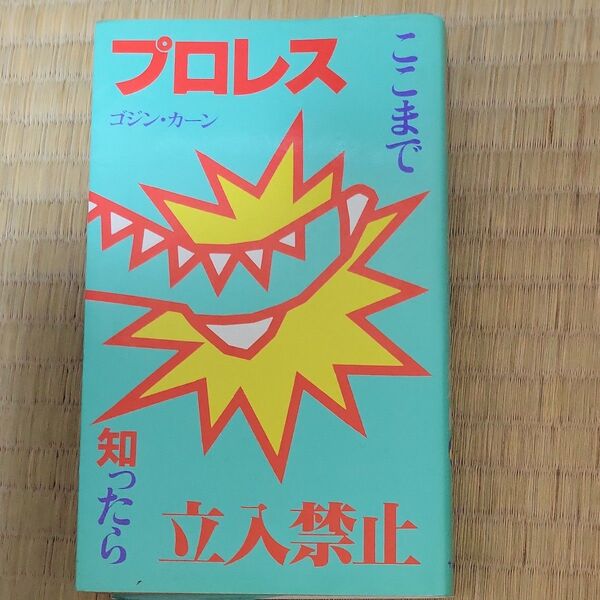 プロレス
ゴジン・カーン
ここまで
知ったら
立入禁止